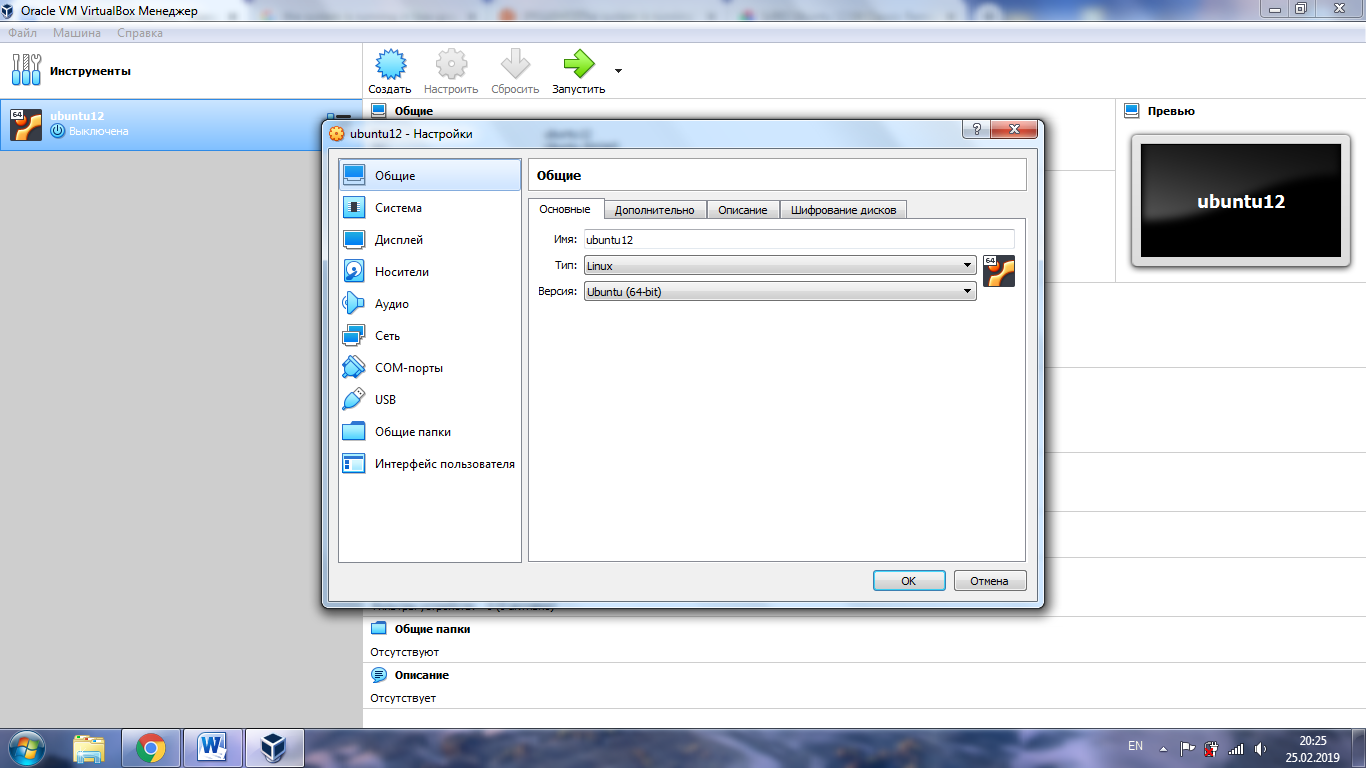 Oracle VM VirtualBox Менеджер
Файл Машина Справка
Инструменты
Создать Настроить Сбросить Запустить
64 ubuntu12
Выключена
Общие
Превью
ubuntu12
ubuntu12 - Настройки
Общие
Система
Дисплей
Носители
Аудио
Сеть
COM-порты
USB
Общие папки
Интерфейс пользователя
Общие
Основные Дополнительно Описание Шифрование дисков
Имя: ubuntu12
Тип: Linux
64
Версия: Ubuntu (64-bit)
OK Отмена
Общие папки
Отсутствуют
Описание
Отсутствует
EN
20:25
25.02.2019